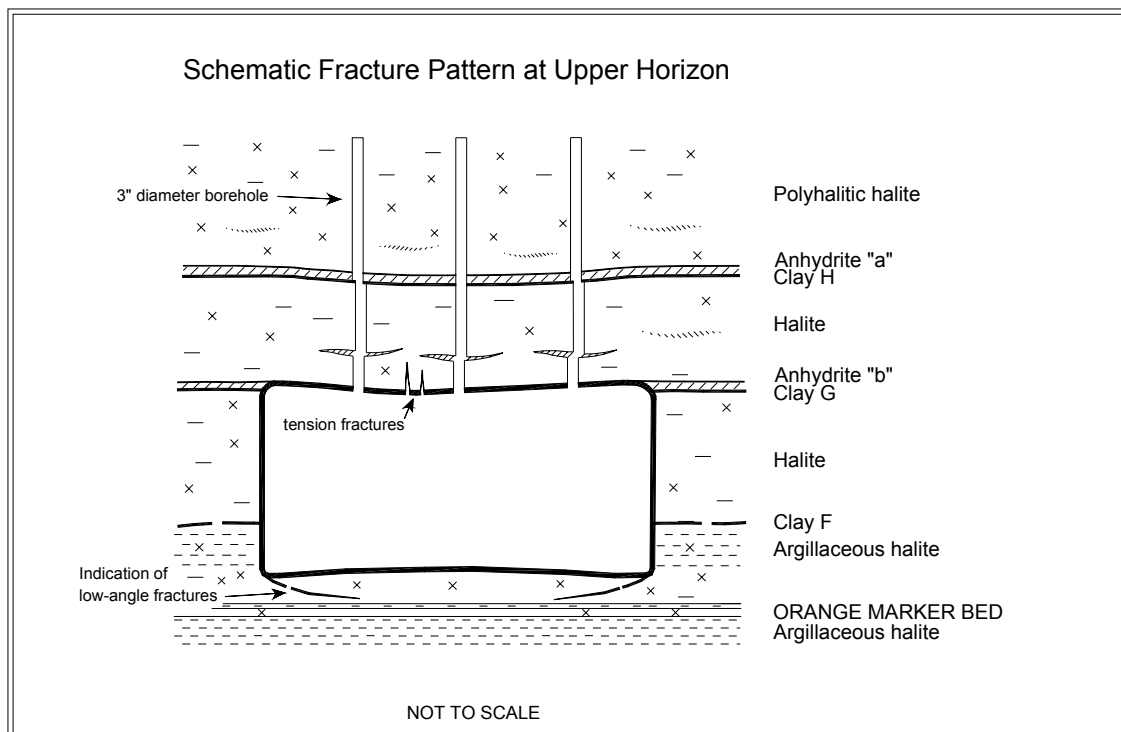 Schematic Fracture Pattern at Upper Horizon
3" diameter borehole
Polyhalitic halite
Anhydrite "a"
Clay H
Halite
Anhydrite "b"
Clay G
tension fractures
Halite
Clay F
Argillaceous halite
Indication of
low-angle fractures
ORANGE MARKER BED
Argillaceous halite
NOT TO SCALE